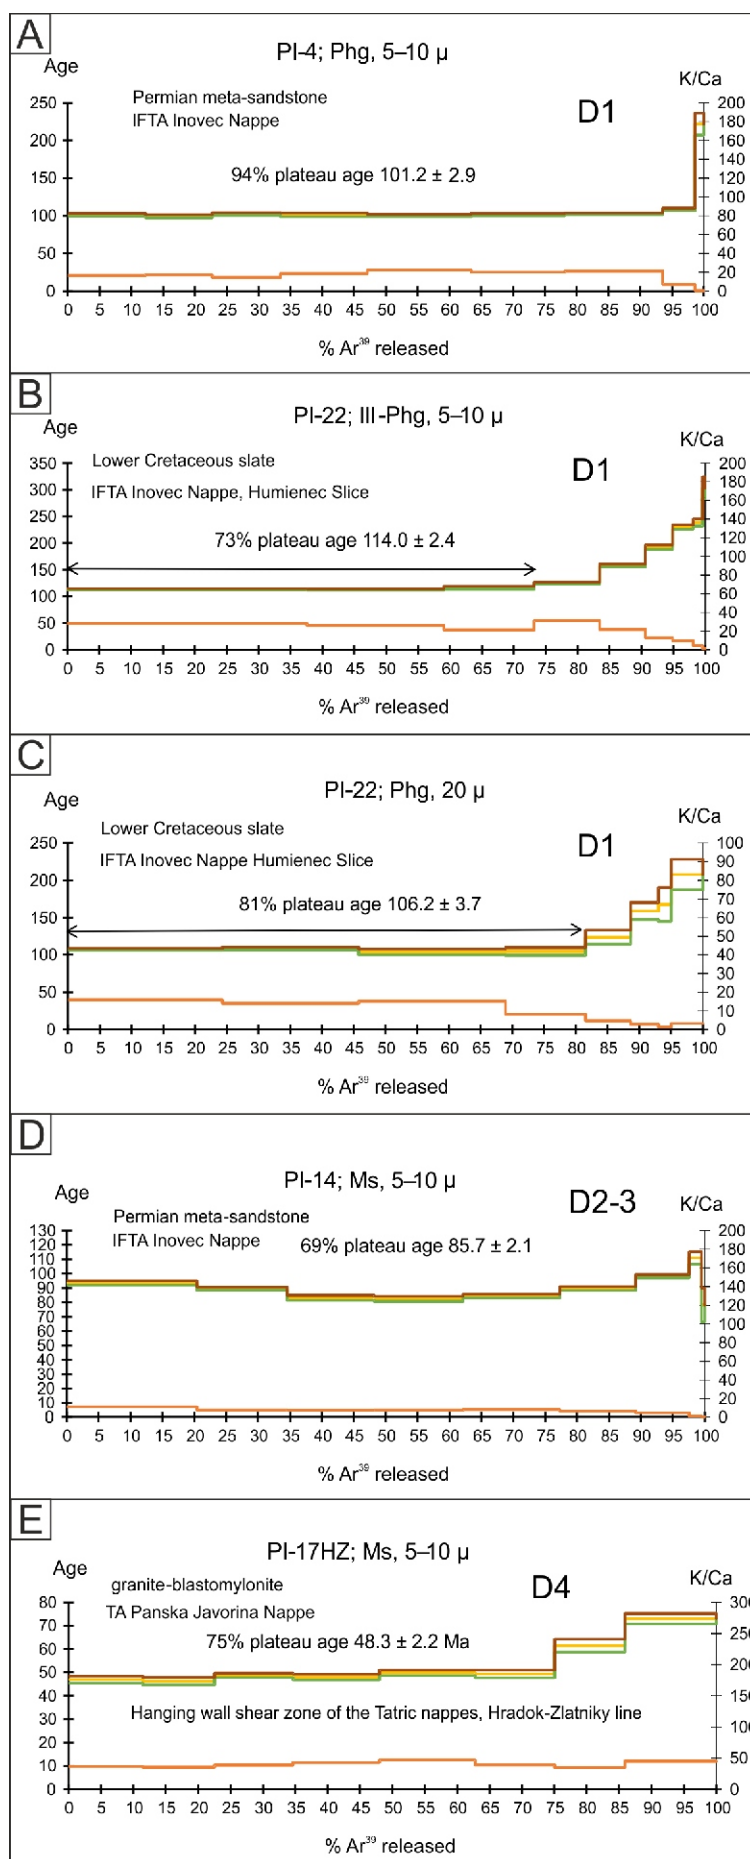 A
PI-4; Phg, 5–10 µ
Age
K/Ca
Permian meta-sandstone
IFTA Inovec Nappe
D1
94% plateau age 101.2 ± 2.9
250
200
150
100
50
0
200
180
160
140
120
100
80
60
40
20
0
0 5 10 15 20 25 30 35 40 45 50 55 60 65 70 75 80 85 90 95 100
% Ar³⁹ released
B
PI-22; III-Phg, 5–10 µ
Age
K/Ca
Lower Cretaceous slate
IFTA Inovec Nappe, Humienec Slice
D1
73% plateau age 114.0 ± 2.4
350
300
250
200
150
100
50
0
200
180
160
140
120
100
80
60
40
20
0
0 5 10 15 20 25 30 35 40 45 50 55 60 65 70 75 80 85 90 95 100
% Ar³⁹ released
C
PI-22; Phg, 20 µ
Age
K/Ca
Lower Cretaceous slate
IFTA Inovec Nappe Humienec Slice
D1
81% plateau age 106.2 ± 3.7
250
200
150
100
50
0
100
90
80
70
60
50
40
30
20
10
0
0 5 10 15 20 25 30 35 40 45 50 55 60 65 70 75 80 85 90 95 100
% Ar³⁹ released
D
PI-14; Ms, 5–10 µ
Age
K/Ca
Permian meta-sandstone
IFTA Inovec Nappe
D2-3
69% plateau age 85.7 ± 2.1
130
120
110
100
90
80
70
60
50
40
30
20
10
0
200
180
160
140
120
100
80
60
40
20
0
0 5 10 15 20 25 30 35 40 45 50 55 60 65 70 75 80 85 90 95 100
% Ar³⁹ released
E
PI-17HZ; Ms, 5–10 µ
Age
K/Ca
granite-blastomylonite
TA Panska Javorina Nappe
D4
75% plateau age 48.3 ± 2.2 Ma
Hanging wall shear zone of the Tatric nappes, Hradok-Zlatniky line
80
70
60
50
40
30
20
10
0
300
250
200
150
100
50
0
0 5 10 15 20 25 30 35 40 45 50 55 60 65 70 75 80 85 90 95 100
% Ar³⁹ released